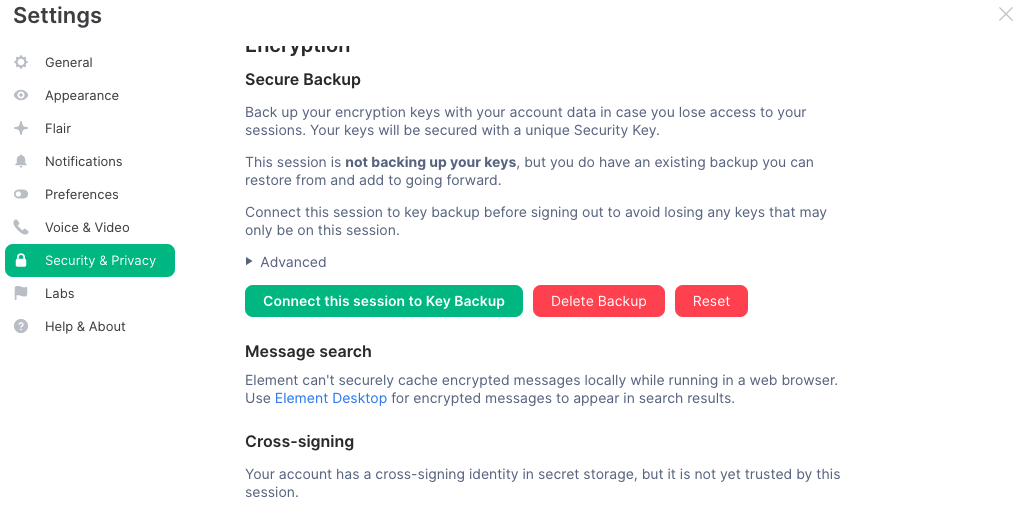 Settings
General
Appearance
Flair
Notifications
Preferences
Voice & Video
Security & Privacy
Labs
Help & About
Encryption
Secure Backup
Back up your encryption keys with your account data in case you lose access to your
sessions. Your keys will be secured with a unique Security Key.
This session is not backing up your keys, but you do have an existing backup you can
restore from and add to going forward.
Connect this session to key backup before signing out to avoid losing any keys that may
only be on this session.
Advanced
Connect this session to Key Backup Delete Backup Reset
Message search
Element can't securely cache encrypted messages locally while running in a web browser.
Use Element Desktop for encrypted messages to appear in search results.
Cross-signing
Your account has a cross-signing identity in secret storage, but it is not yet trusted by this
session.